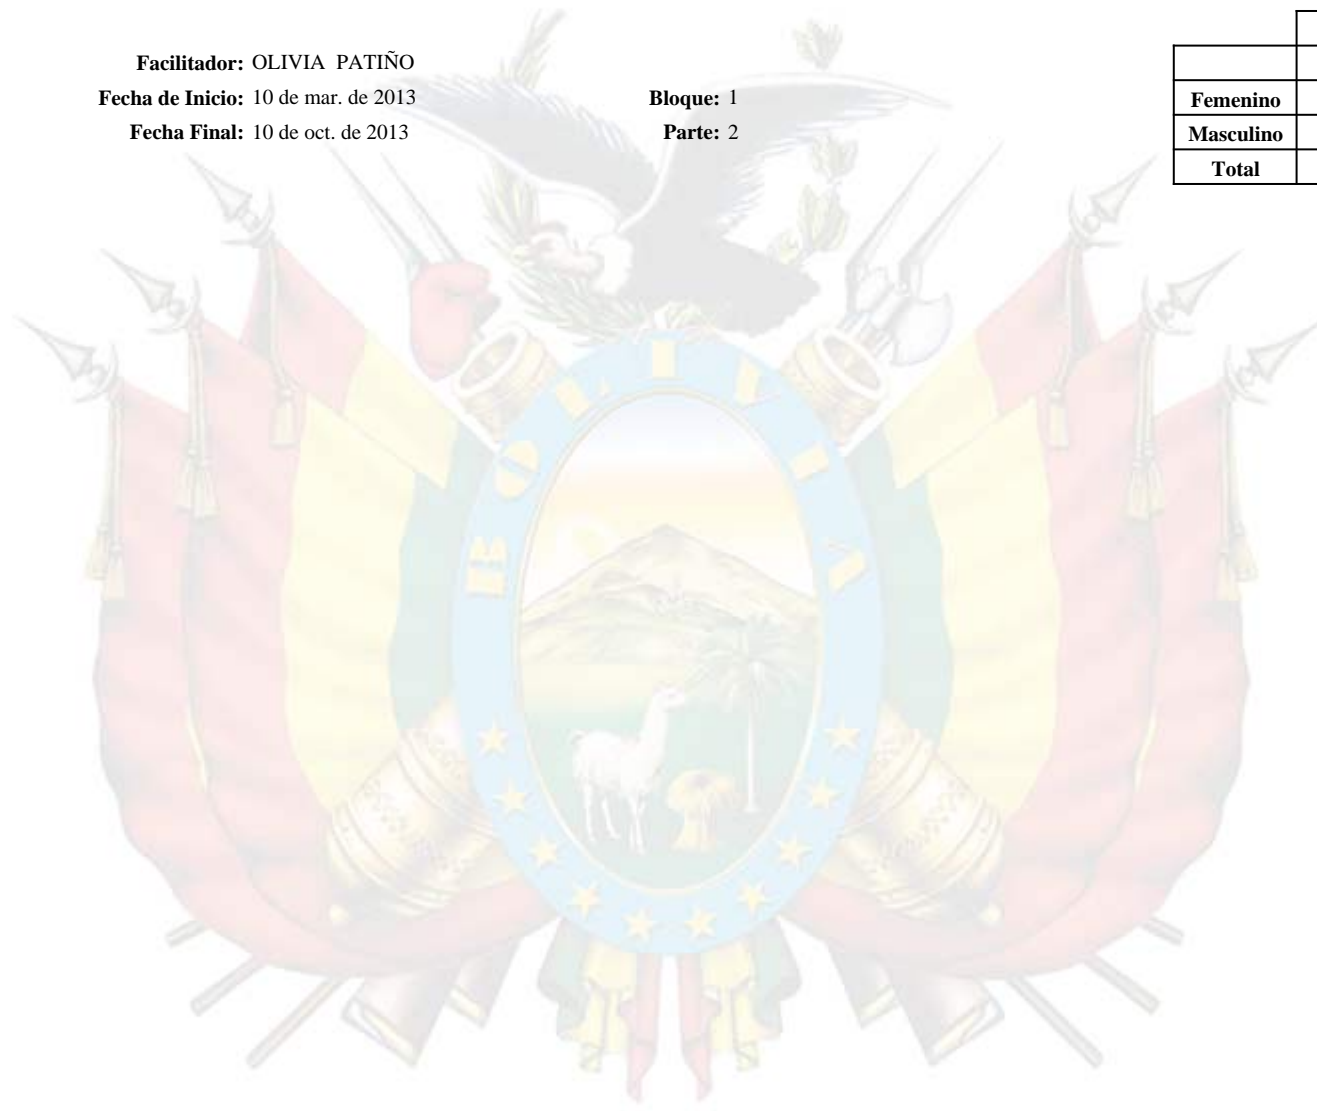 Facilitador: OLIVIA PATIÑO
Fecha de Inicio: 10 de mar. de 2013 Bloque: 1
Fecha Final: 10 de oct. de 2013 Parte: 2
Femenino
Masculino
Total
BOLIVIA